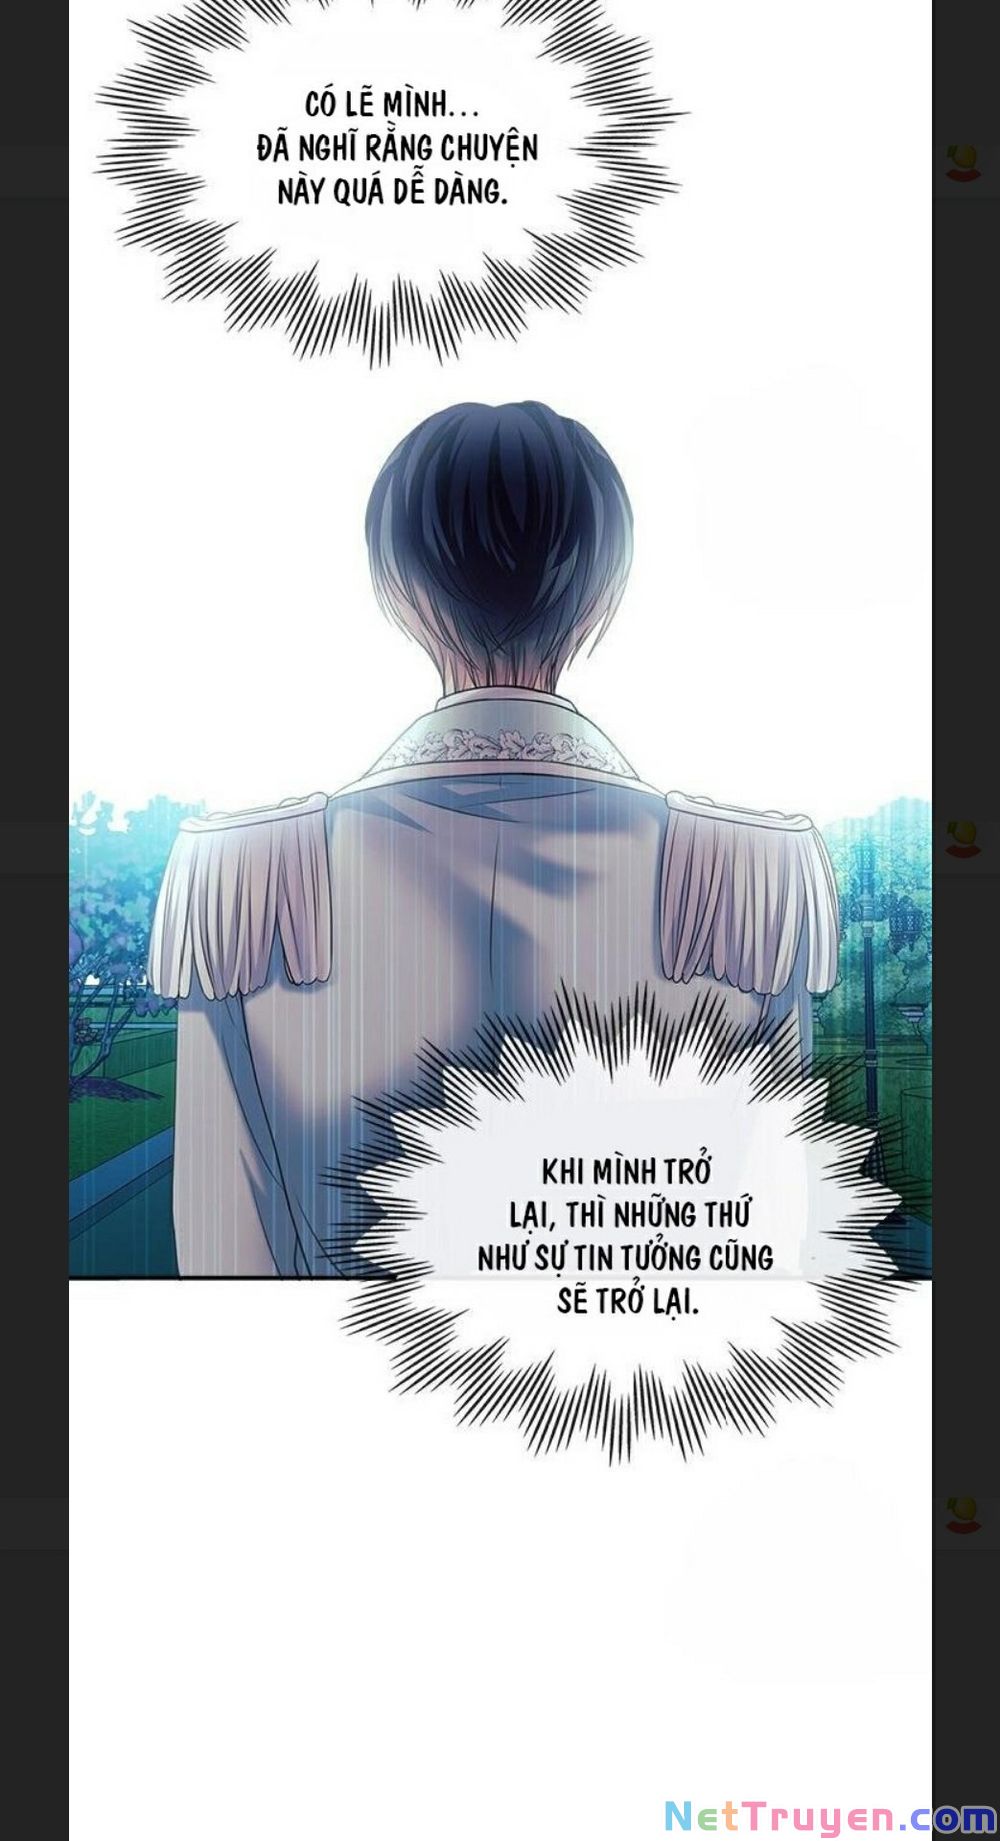 CÓ LẼ MÌNH...
ĐÃ NGHĨ RẰNG CHUYỆN
NÀY QUÁ DỄ DÀNG.
KHI MÌNH TRỞ
LẠI, THÌ NHỮNG THỨ
NHƯ SỰ TIN TƯỞNG CŨNG
SẼ TRỞ LẠI.
NetTruyen.com